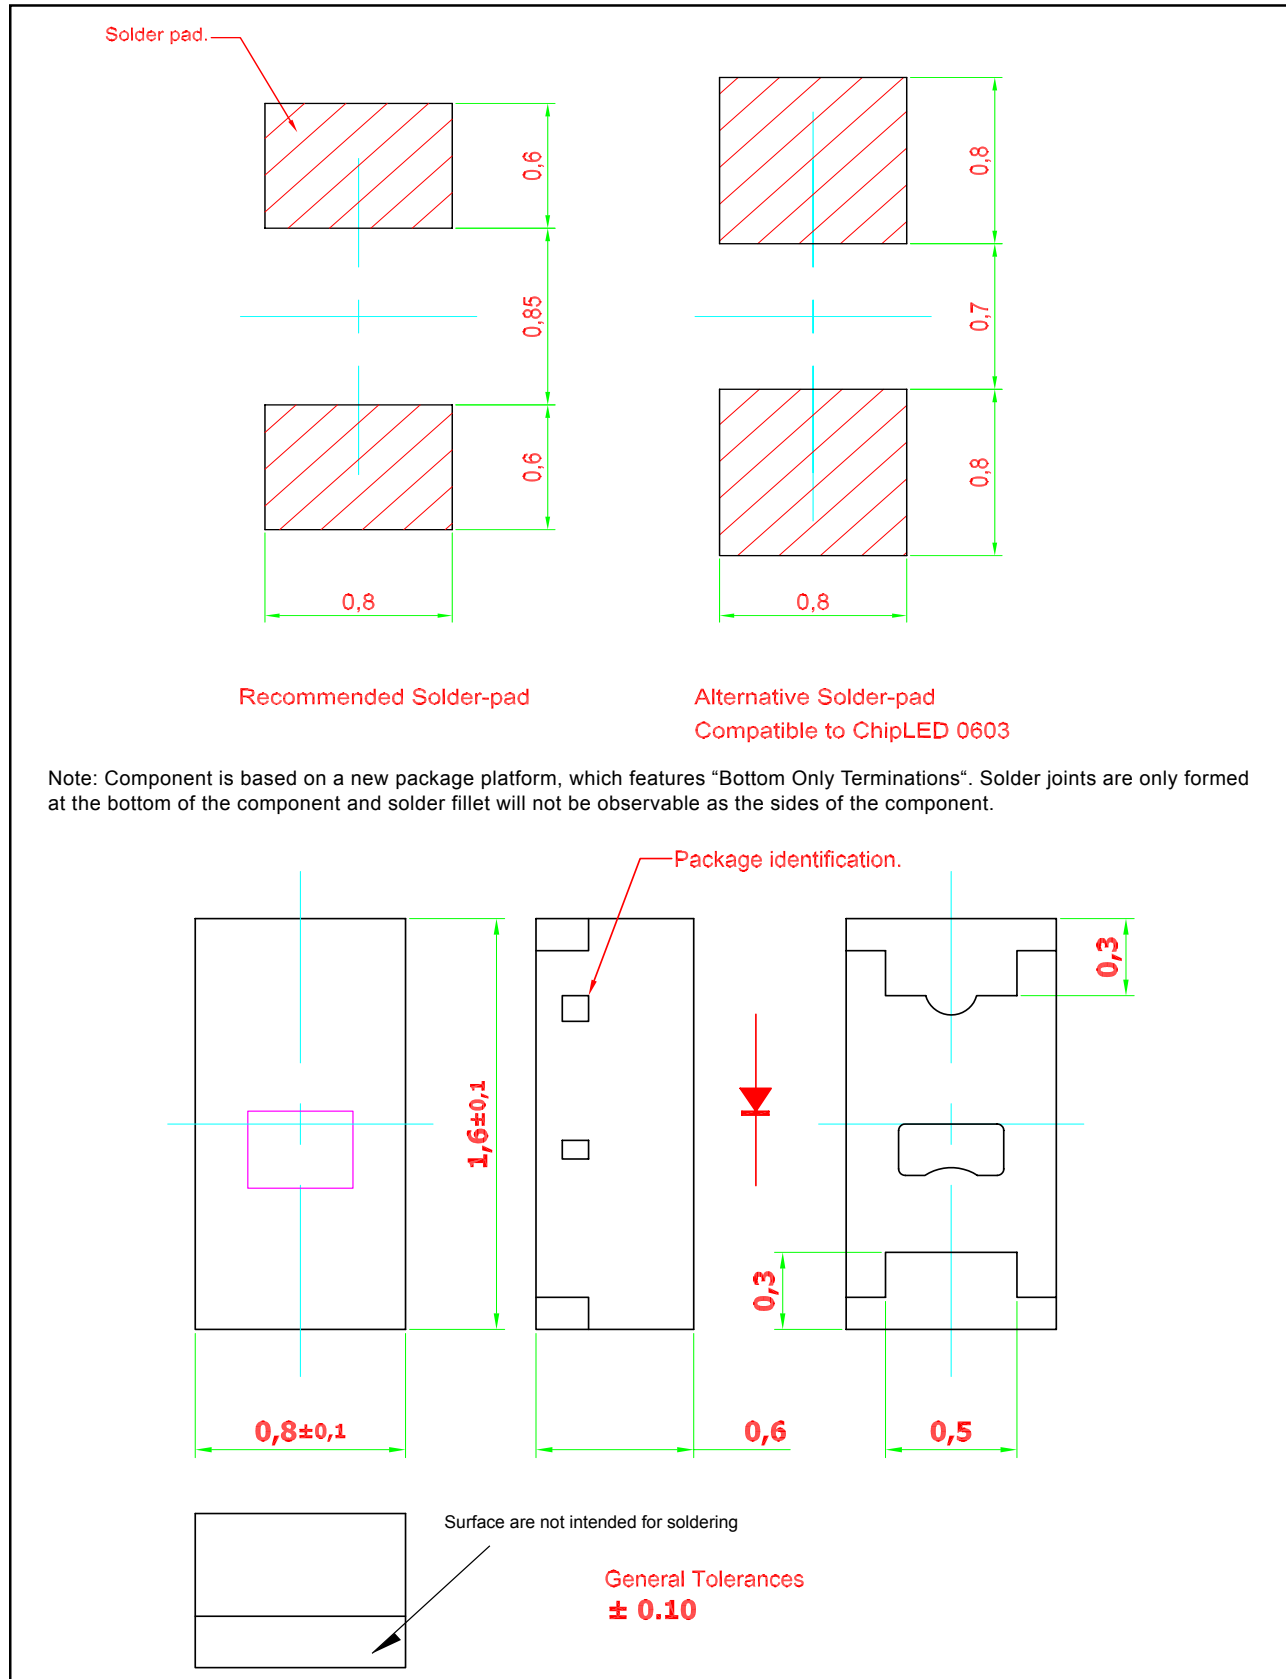 Solder pad.
0,6
0,85
0,6
0,8
0,8
0,7
0,8
0,8
Recommended Solder-pad
Alternative Solder-pad
Compatible to ChipLED 0603
Note: Component is based on a new package platform, which features “Bottom Only Terminations“. Solder joints are only formed
at the bottom of the component and solder fillet will not be observable as the sides of the component.
Package identification.
1,6±0,1
0,3
0,3
0,8±0,1
0,6
0,5
Surface are not intended for soldering
General Tolerances
± 0.10